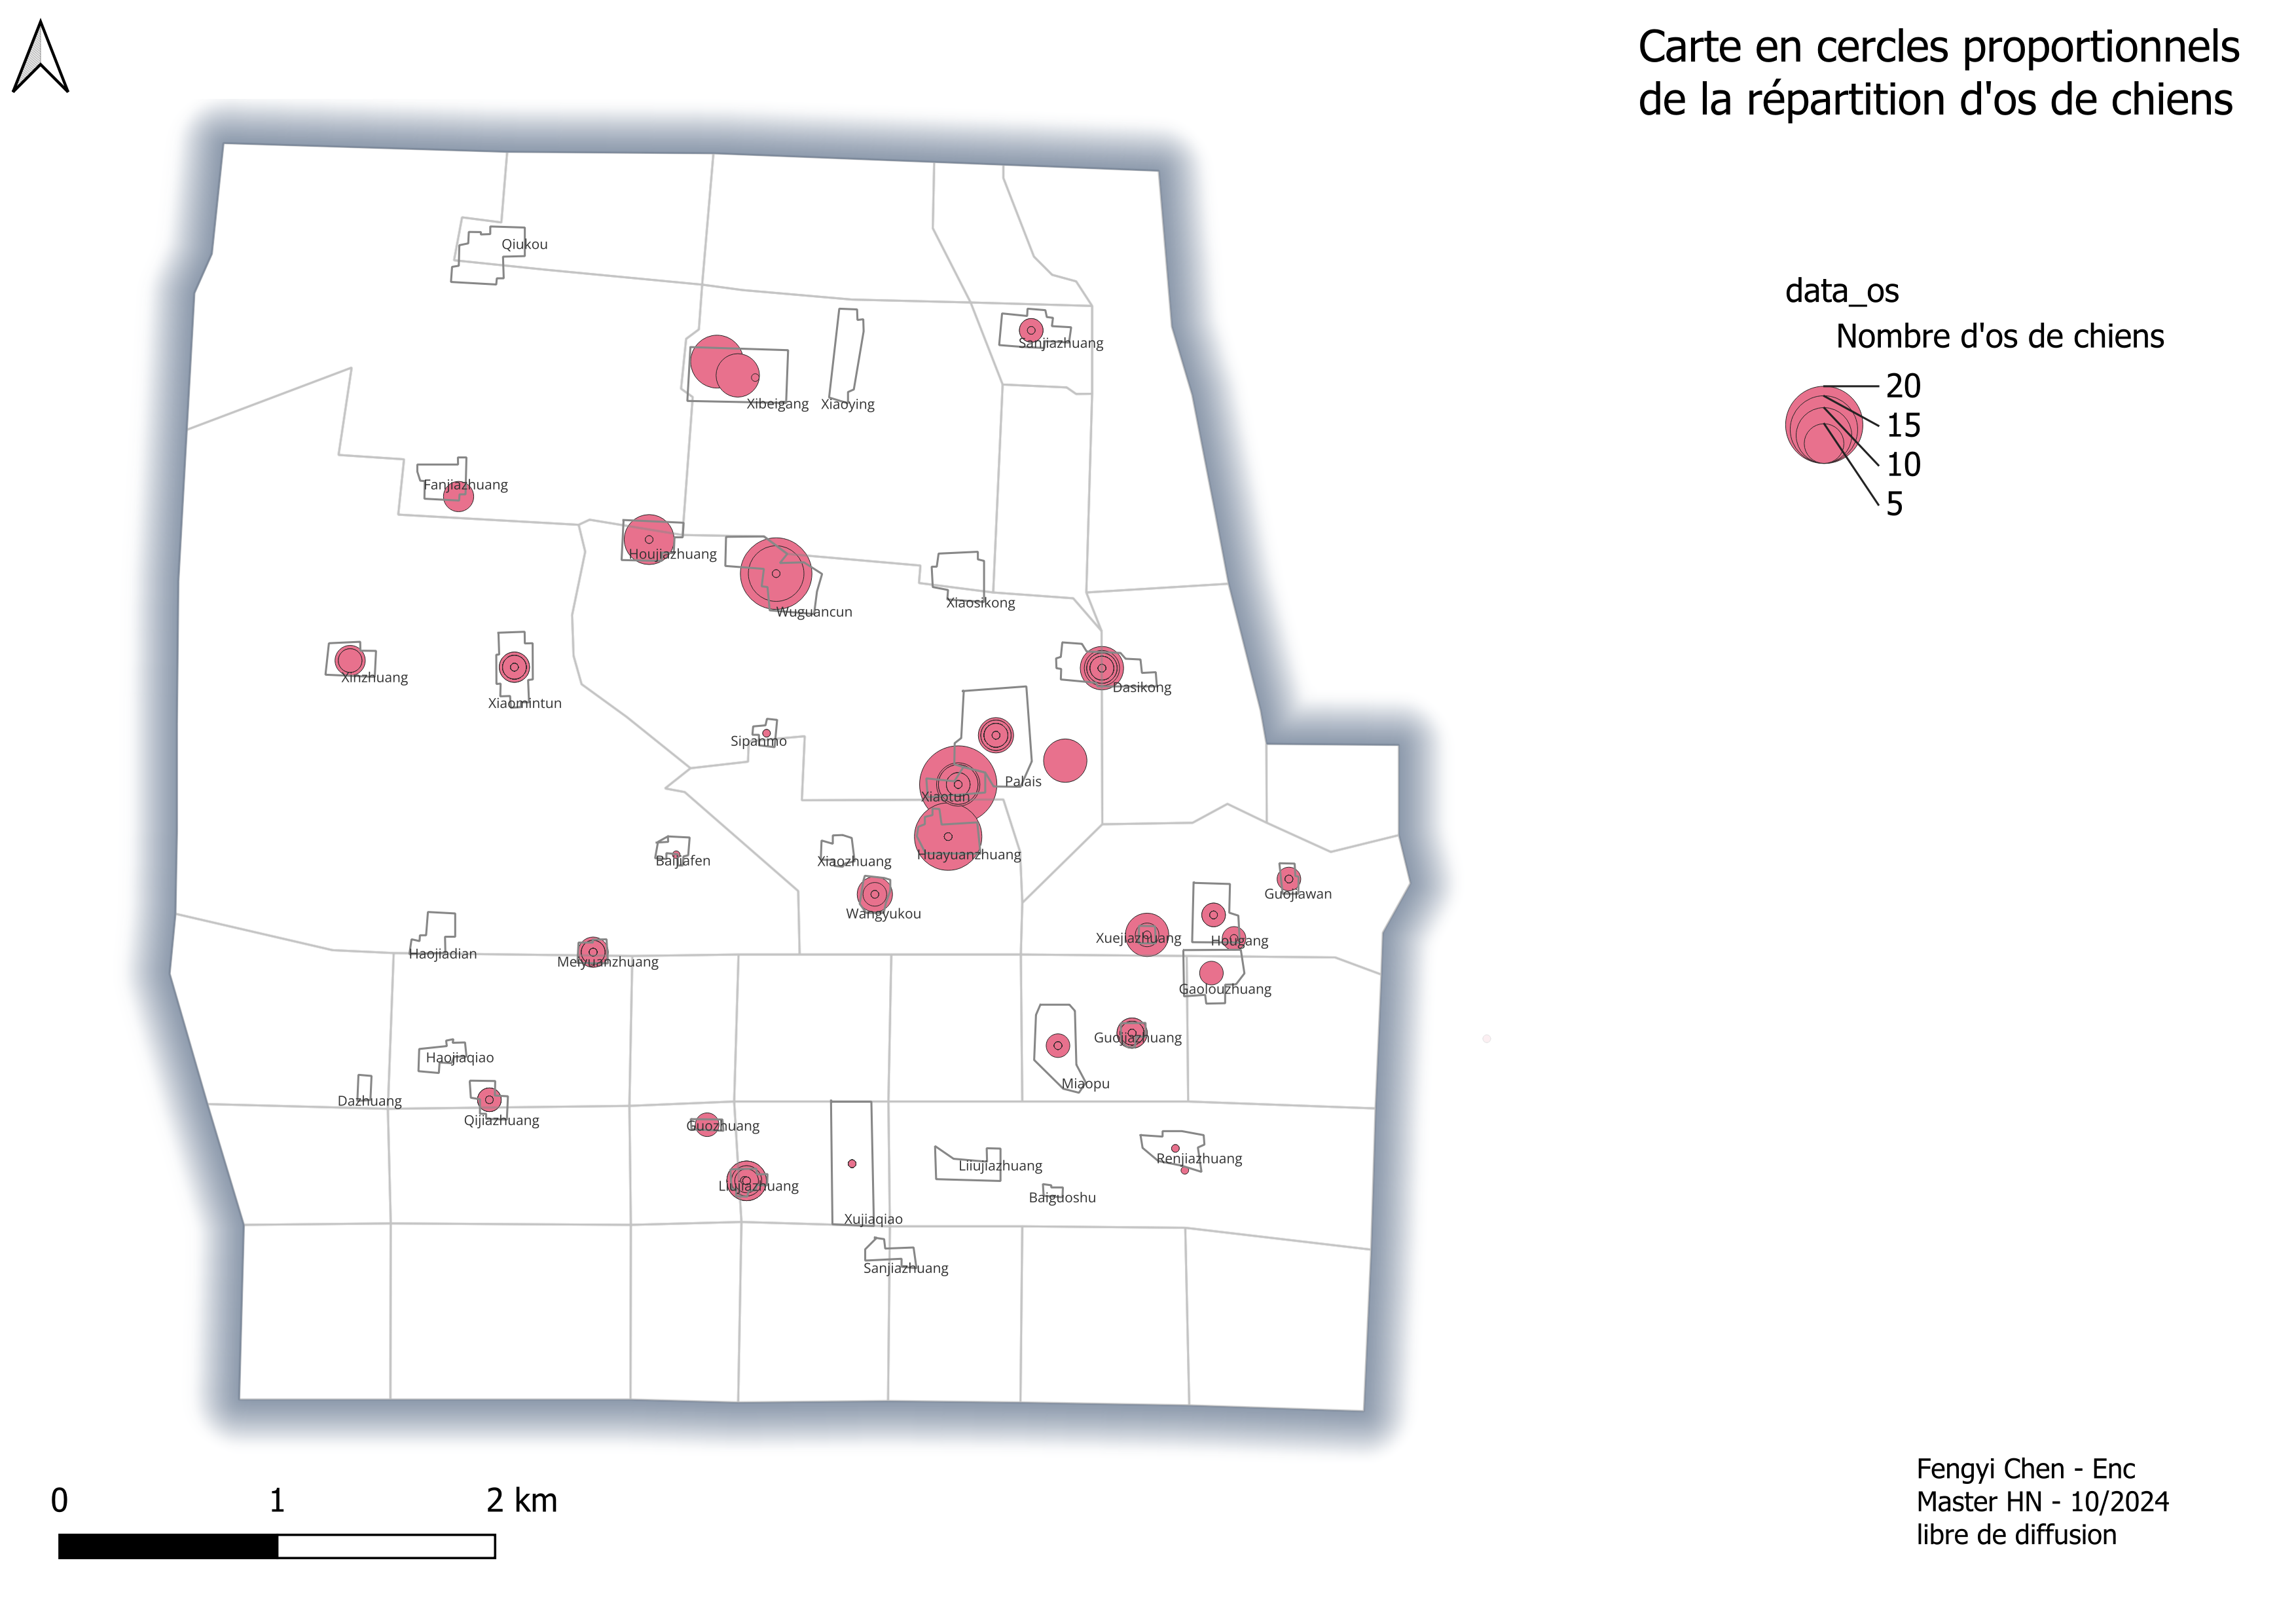 Carte en cercles proportionnels
de la répartition d'os de chiens
data_os
Nombre d'os de chiens
20
15
10
5
Qiukou
Sanjiazhuang
Xibeigang
Xiaoying
Fanjiazhuang
Houjiazhuang
Xiaosikong
Wuguancun
Xinzhuang
Dasikong
Xiaomintun
Sipanmo
Palais
Xiaotun
Huayuanzhuang
Baijiafen
Xiaozhuang
Guojiawan
Wangyukou
Xuejiazhuang
Hougang
Haojiadian
Meiyuanzhuang
Gaolouzhuang
Guojiazhuang
Haojiaqiao
Miaopu
Dazhuang
Qijiazhuang
Guozhuang
Renjiazhuang
Liiujiazhuang
Liujiazhuang
Baiguoshu
Xujiaqiao
Sanjiazhuang
0 1 2 km
Fengyi Chen - Enc
Master HN - 10/2024
libre de diffusion